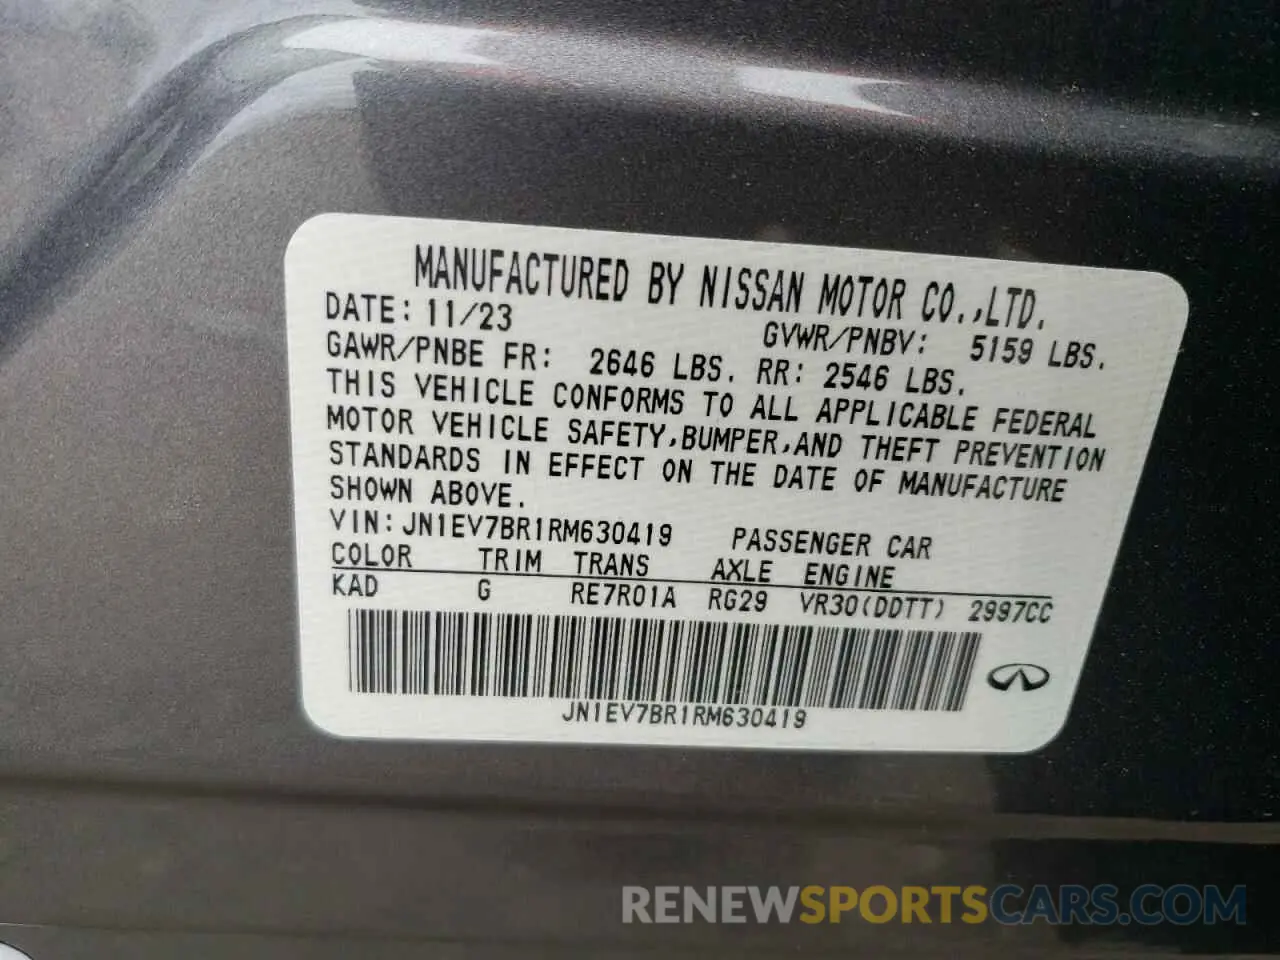 MANUFACTURED BY NISSAN MOTOR CO.,LTD.
DATE: 11/23 GVWR/PNBV: 5159 LBS.
GAWR/PNBE FR: 2646 LBS. RR: 2546 LBS.
THIS VEHICLE CONFORMS TO ALL APPLICABLE FEDERAL
MOTOR VEHICLE SAFETY,BUMPER,AND THEFT PREVENTION
STANDARDS IN EFFECT ON THE DATE OF MANUFACTURE
SHOWN ABOVE.
VIN: JN1EV7BR1RM630419 PASSENGER CAR
COLOR TRIM TRANS AXLE ENGINE
KAD G RE7R01A RG29 VR30(DDTT) 2997CC
JN1EV7BR1RM630419
RENEWSPORTSCARS.COM